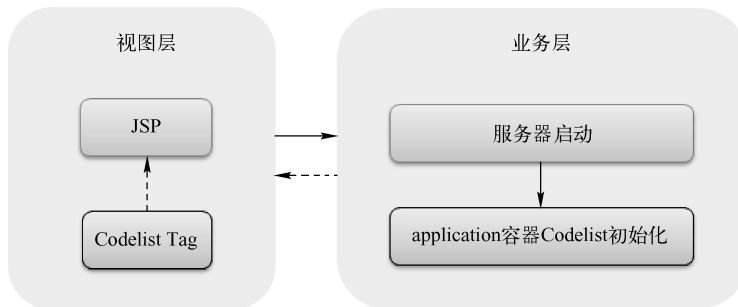 视图层
JSP
Codelist Tag
业务层
服务器启动
application容器Codelist初始化